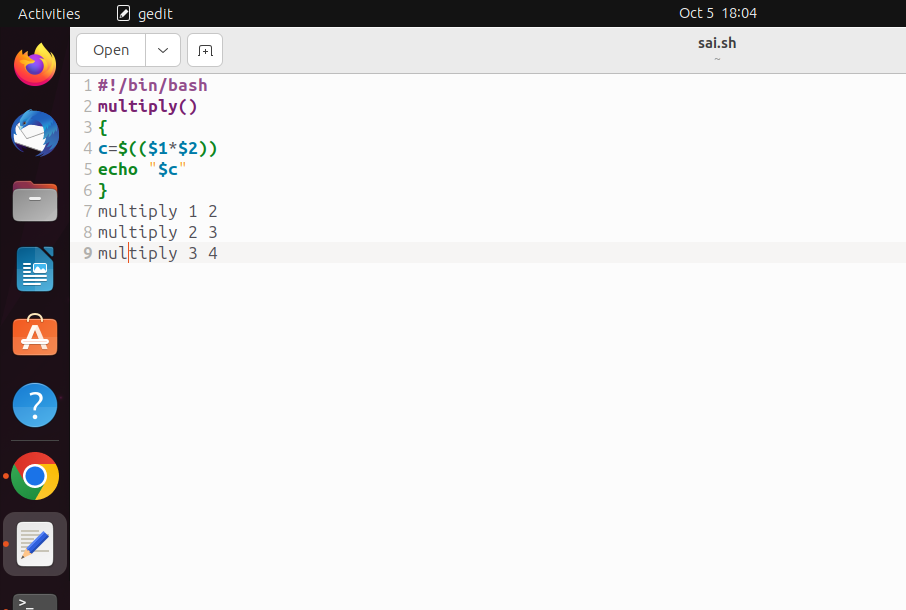 Activities gedit Oct 5 18:04
Open sai.sh
~
1 #!/bin/bash
2 multiply()
3 {
4 c=$(($1*$2))
5 echo "$c"
6 }
7 multiply 1 2
8 multiply 2 3
9 multiply 3 4
?
>_